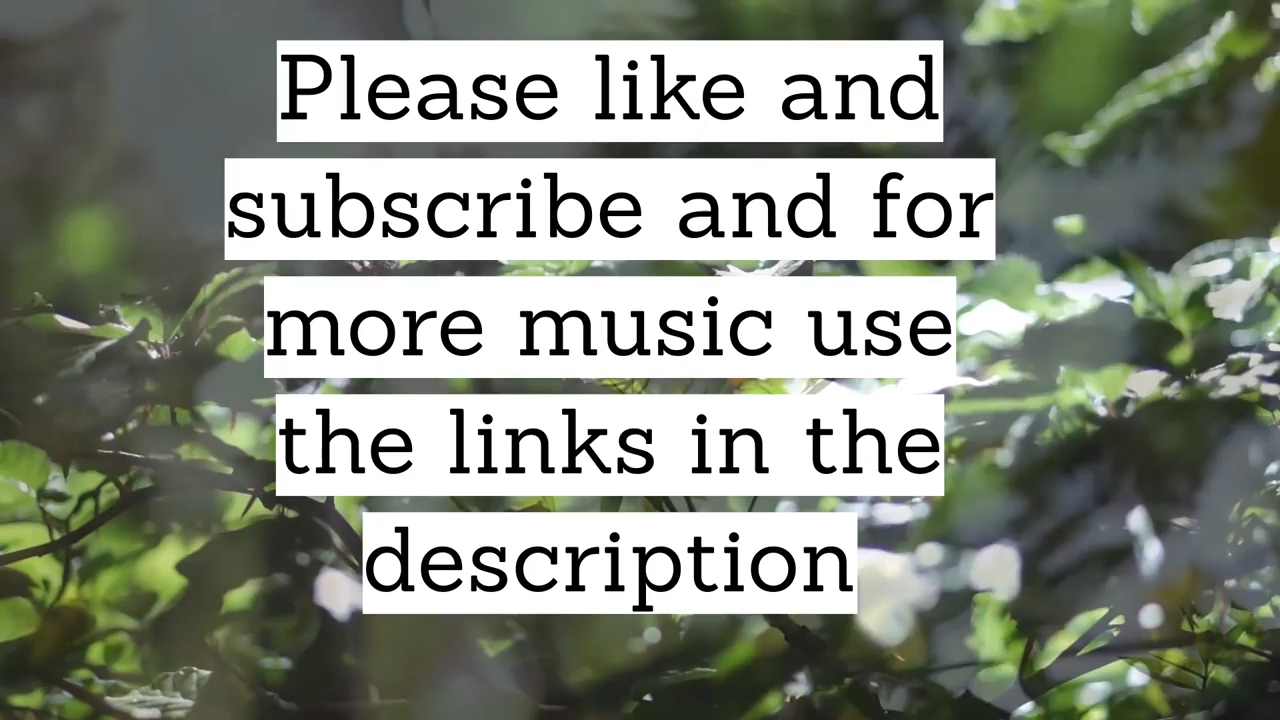 Please like and
subscribe and for
more music use
the links in the
description